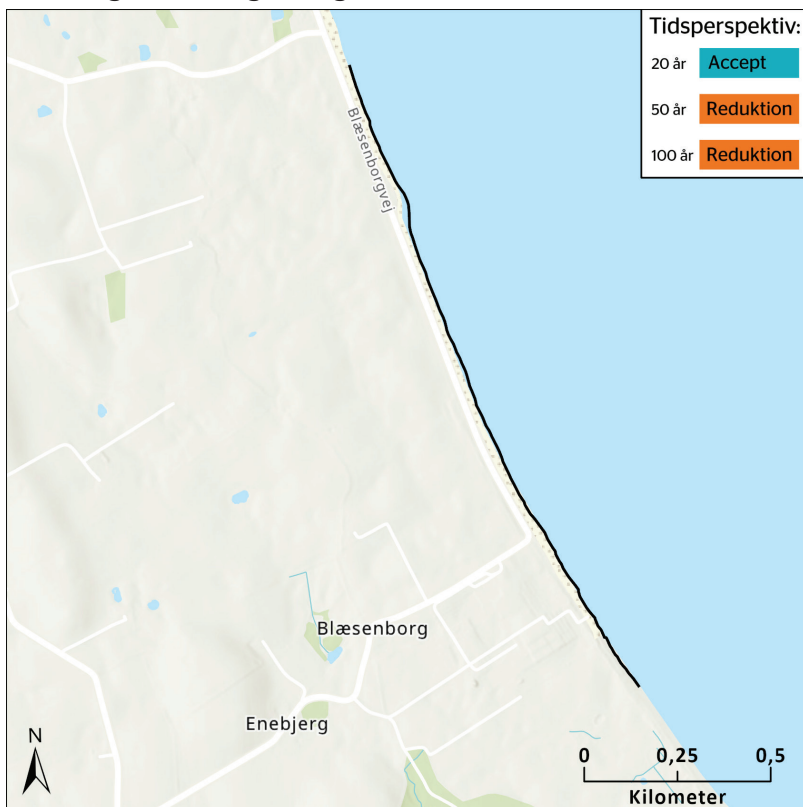 Tidsperspektiv:
20 år Accept
50 år Reduktion
100 år Reduktion
Blæsenborgvej
Blæsenborg
Enebjerg
N
0 0,25 0,5
Kilometer